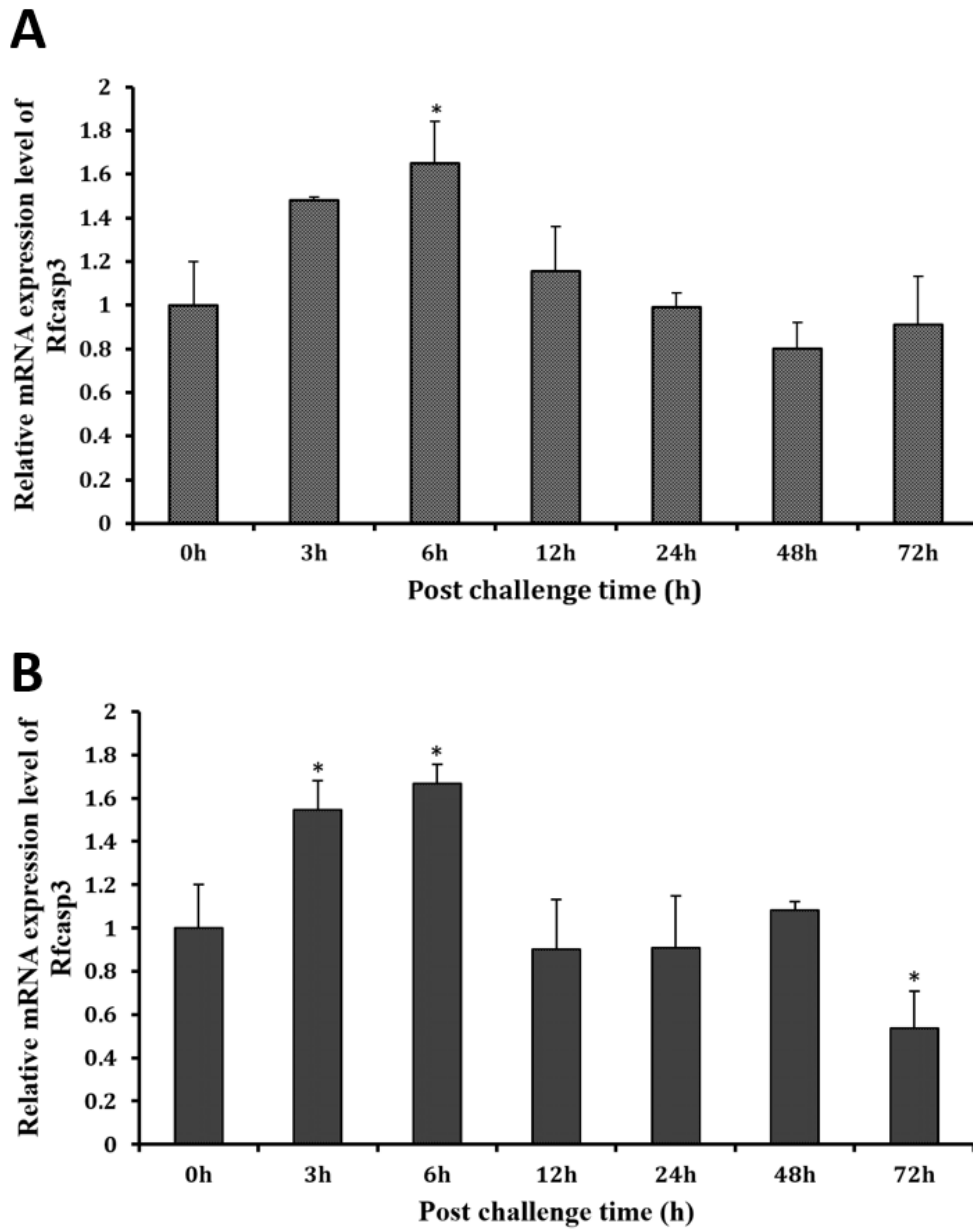 A
Relative mRNA expression level of
Rfcasp3
2
1.8
1.6
1.4
1.2
1
0.8
0.6
0.4
0.2
0
*
0h 3h 6h 12h 24h 48h 72h
Post challenge time (h)
B
Relative mRNA expression level of
Rfcasp3
2
1.8
1.6
1.4
1.2
1
0.8
0.6
0.4
0.2
0
* * *
0h 3h 6h 12h 24h 48h 72h
Post challenge time (h)